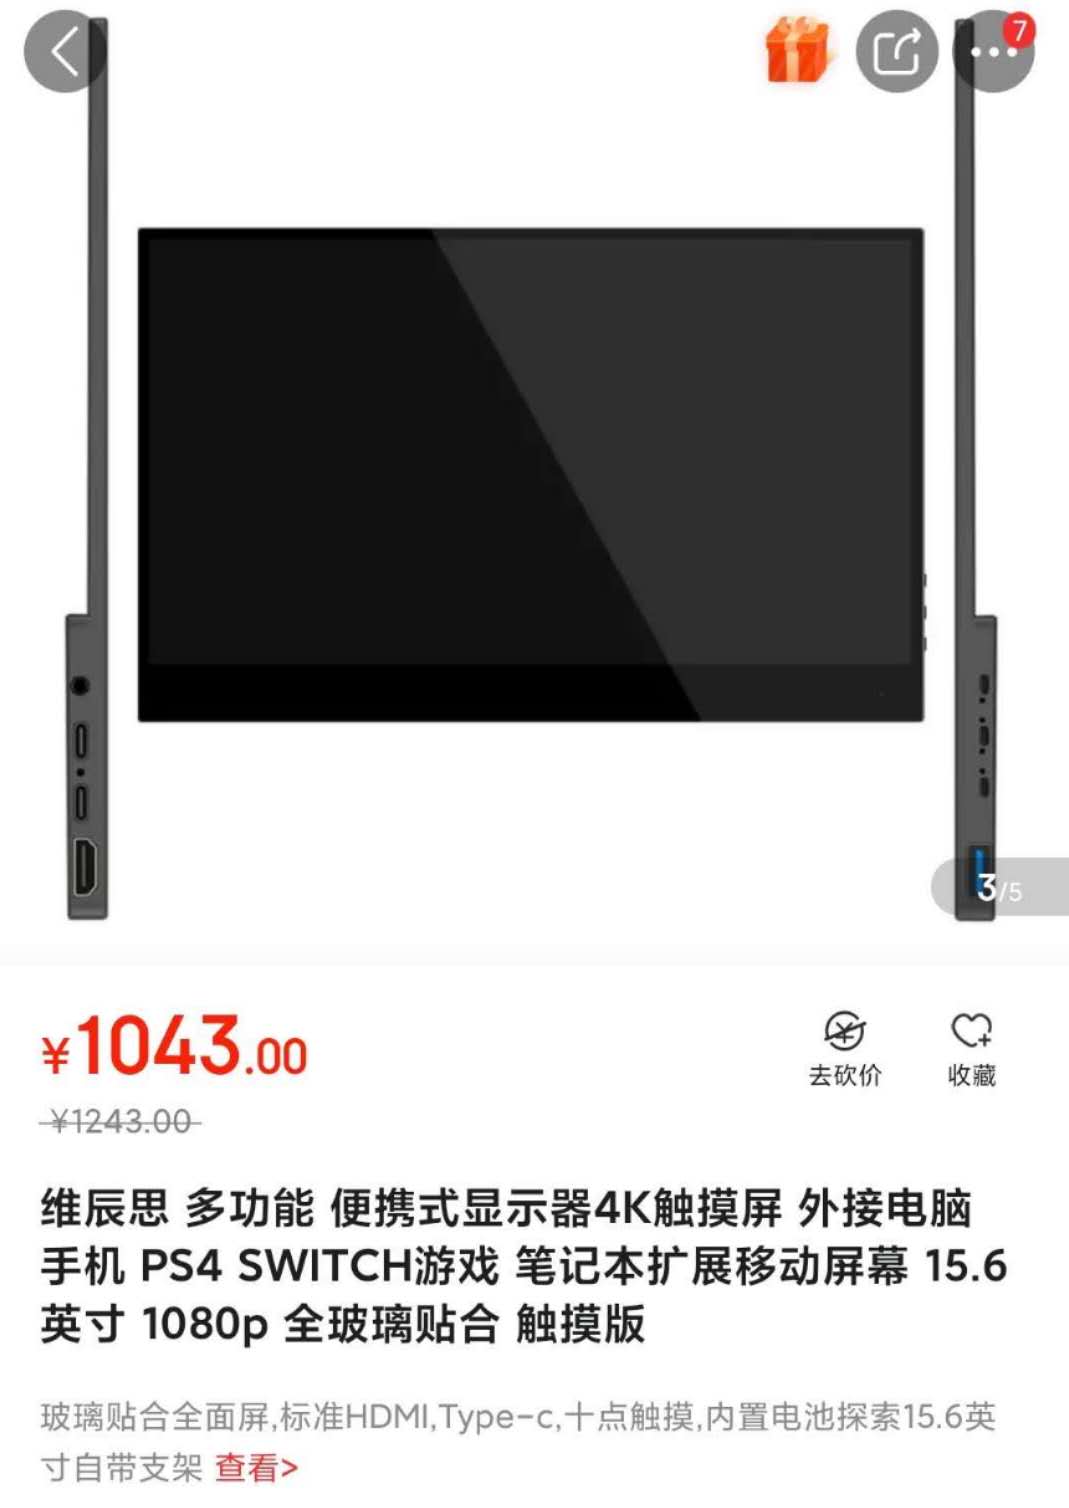 7
3/5
¥1043.00
去砍价
收藏
¥1243.00
维辰思 多功能 便携式显示器4K触摸屏 外接电脑
手机 PS4 SWITCH游戏 笔记本扩展移动屏幕 15.6
英寸 1080p 全玻璃贴合 触摸版
玻璃贴合全面屏,标准HDMI,Type-c,十点触摸,内置电池探索15.6英
寸自带支架 查看>